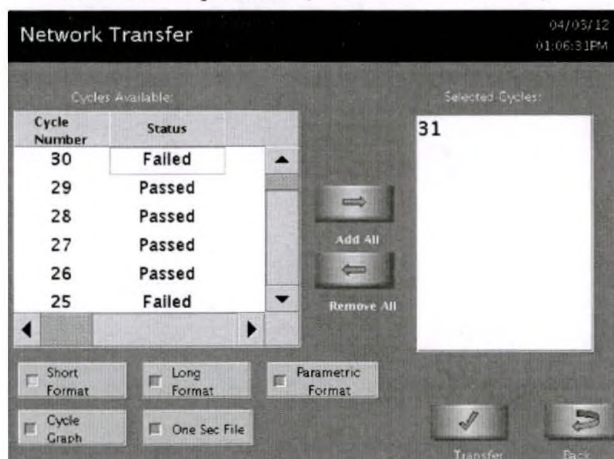 Network Transfer
04/03/12
01:06:31PM
Cycles Available:
Selected Cycles:
Cycle Number
Status
30 Failed
29 Passed
28 Passed
27 Passed
26 Passed
25 Failed
31
Add All
Remove All
Short Format
Long Format
Parametric Format
Cycle Graph
One Sec File
Transfer
Back